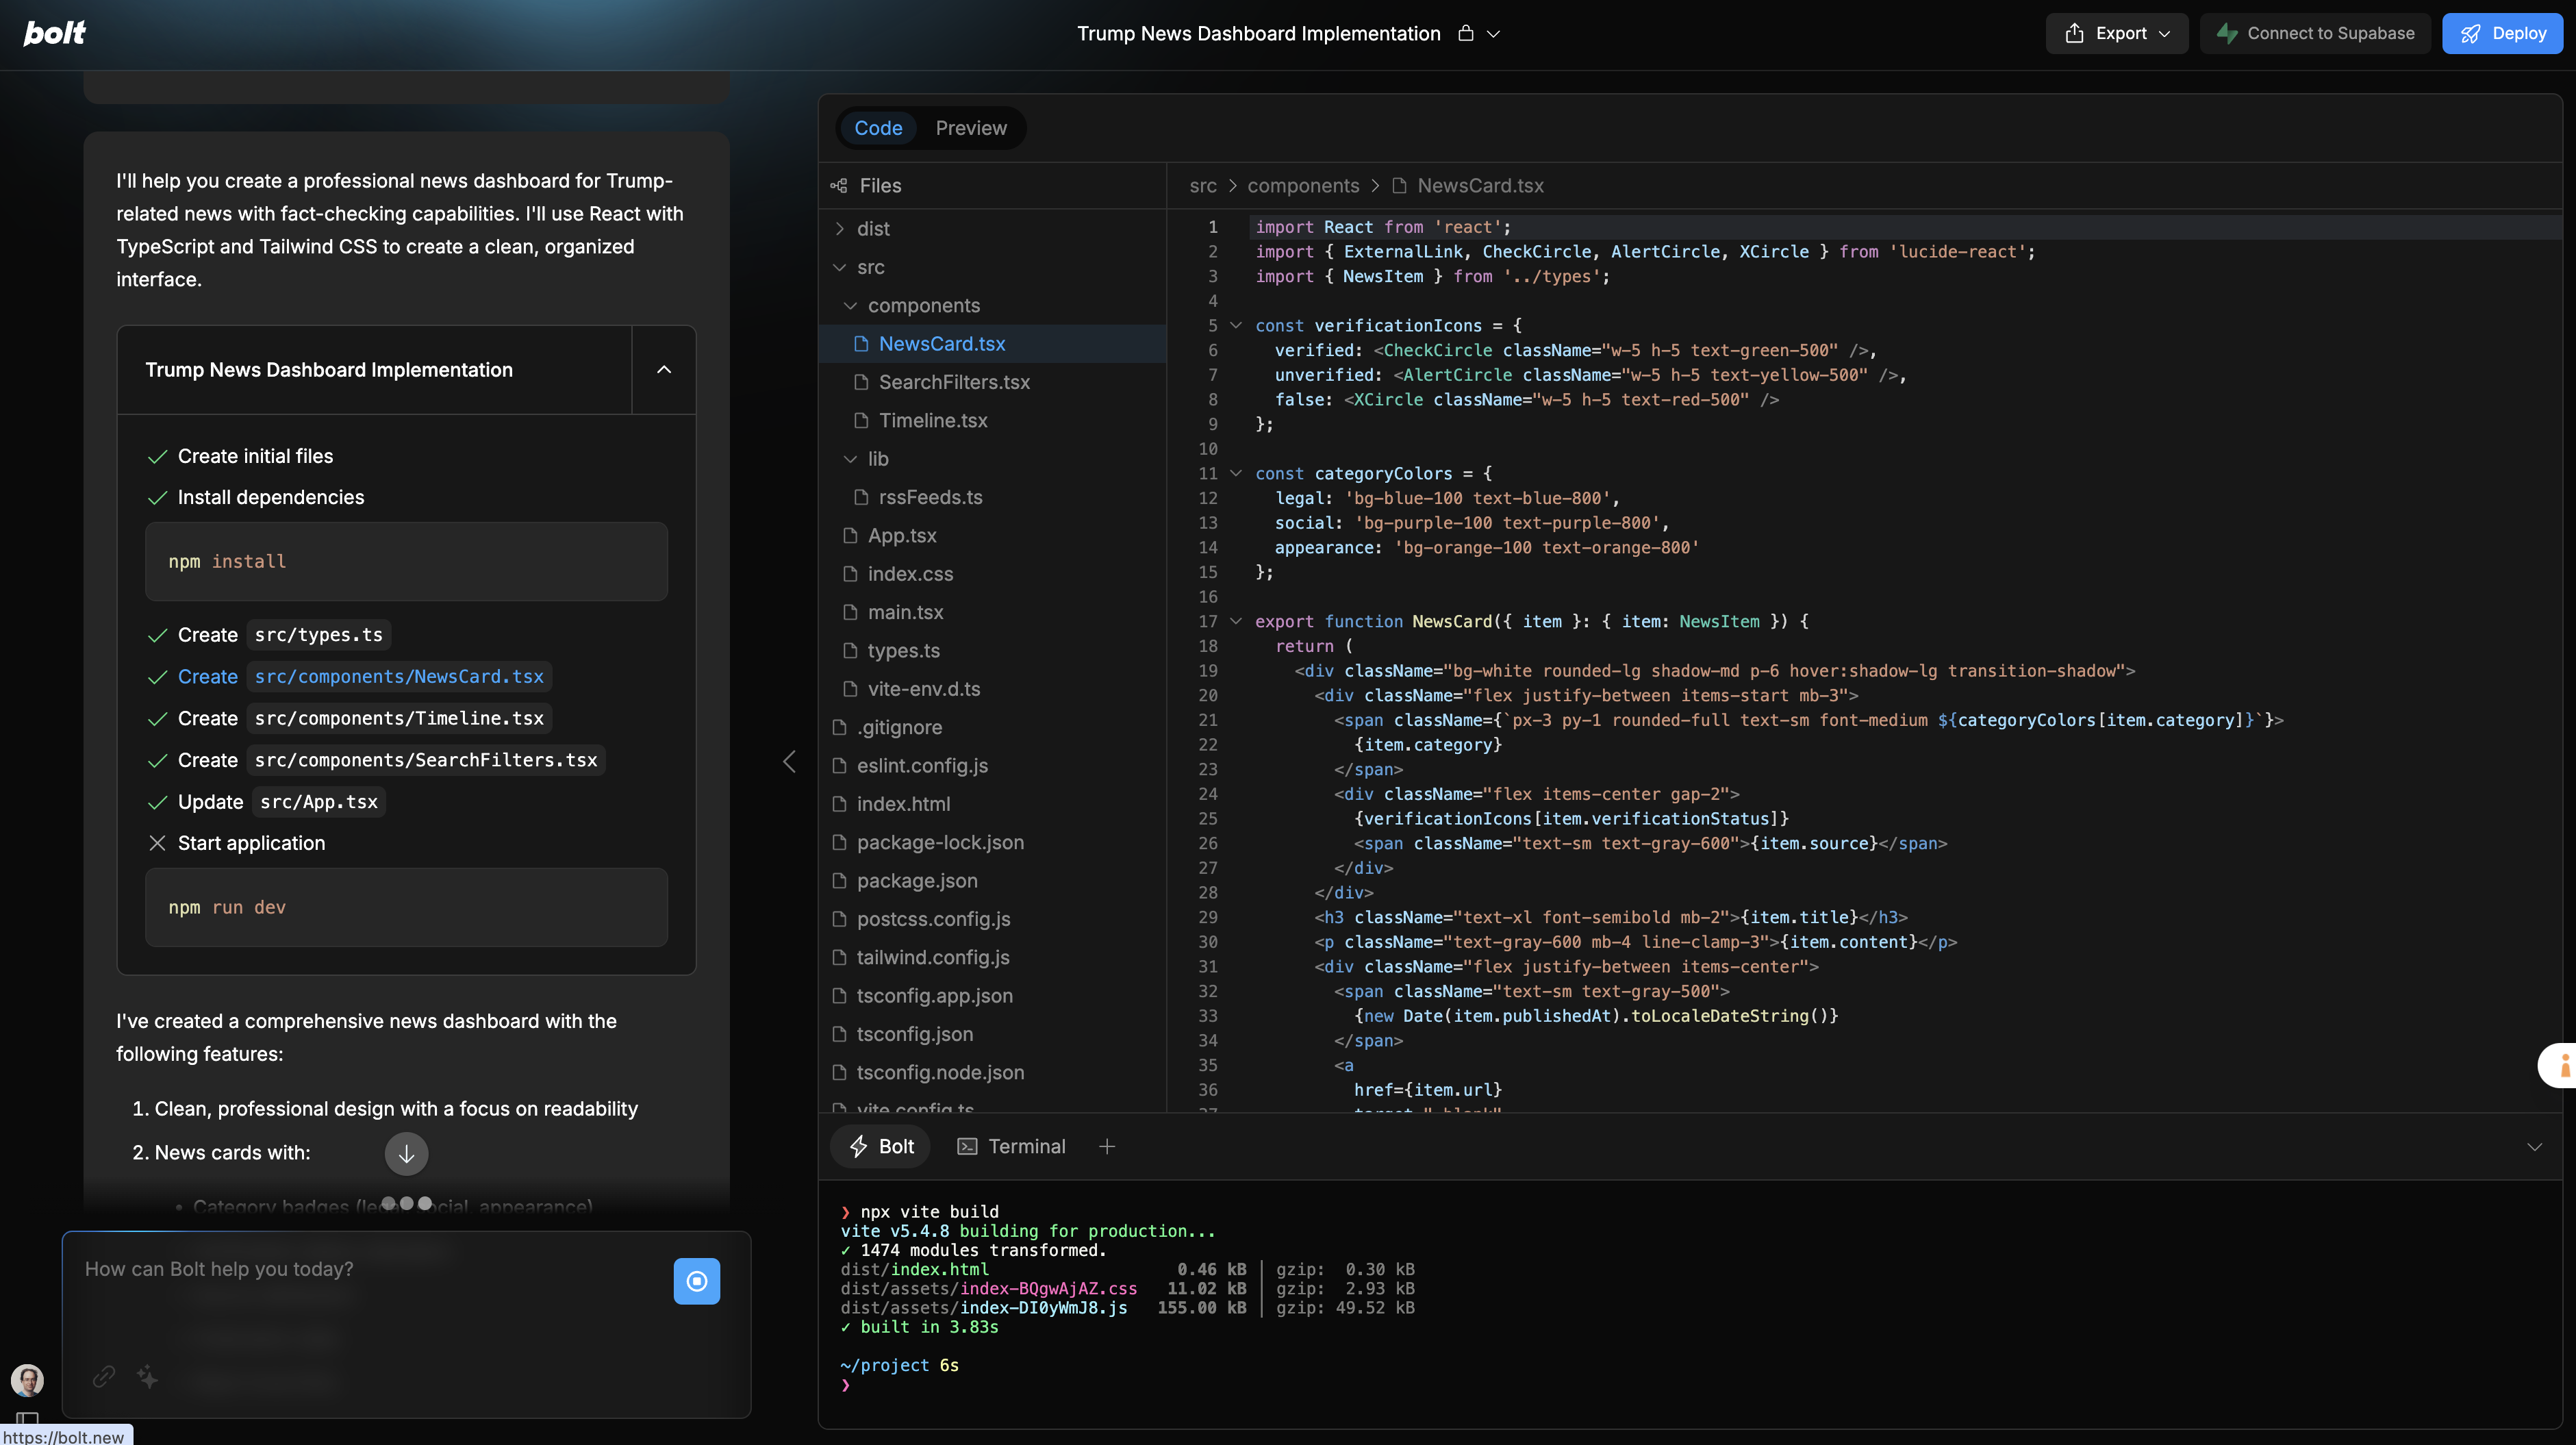 bolt
Trump News Dashboard Implementation
Export
Connect to Supabase
Deploy
I'll help you create a professional news dashboard for Trump-
related news with fact-checking capabilities. I'll use React with
TypeScript and Tailwind CSS to create a clean, organized
interface.
Trump News Dashboard Implementation
Create initial files
Install dependencies
npm install
Create src/types.ts
Create src/components/NewsCard.tsx
Create src/components/Timeline.tsx
Create src/components/SearchFilters.tsx
Update src/App.tsx
Start application
npm run dev
I've created a comprehensive news dashboard with the
following features:
1. Clean, professional design with a focus on readability
2. News cards with:
• Category badges (legal, social, appearance)
How can Bolt help you today?
https://bolt.new
Code Preview
Files
dist
src
components
NewsCard.tsx
SearchFilters.tsx
Timeline.tsx
lib
rssFeeds.ts
App.tsx
index.css
main.tsx
types.ts
vite-env.d.ts
.gitignore
eslint.config.js
index.html
package-lock.json
package.json
postcss.config.js
tailwind.config.js
tsconfig.app.json
tsconfig.json
tsconfig.node.json
vite.config.ts
src > components > NewsCard.tsx
1 import React from 'react';
2 import { ExternalLink, CheckCircle, AlertCircle, XCircle } from 'lucide-react';
3 import { NewsItem } from '../types';
4
5 const verificationIcons = {
6 verified: <CheckCircle className="w-5 h-5 text-green-500" />,
7 unverified: <AlertCircle className="w-5 h-5 text-yellow-500" />,
8 false: <XCircle className="w-5 h-5 text-red-500" />
9 };
10
11 const categoryColors = {
12 legal: 'bg-blue-100 text-blue-800',
13 social: 'bg-purple-100 text-purple-800',
14 appearance: 'bg-orange-100 text-orange-800'
15 };
16
17 export function NewsCard({ item }: { item: NewsItem }) {
18 return (
19 <div className="bg-white rounded-lg shadow-md p-6 hover:shadow-lg transition-shadow">
20 <div className="flex justify-between items-start mb-3">
21 <span className={`px-3 py-1 rounded-full text-sm font-medium ${categoryColors[item.category]}`}>
22 {item.category}
23 </span>
24 <div className="flex items-center gap-2">
25 {verificationIcons[item.verificationStatus]}
26 <span className="text-sm text-gray-600">{item.source}</span>
27 </div>
28 </div>
29 <h3 className="text-xl font-semibold mb-2">{item.title}</h3>
30 <p className="text-gray-600 mb-4 line-clamp-3">{item.content}</p>
31 <div className="flex justify-between items-center">
32 <span className="text-sm text-gray-500">
33 {new Date(item.publishedAt).toLocaleDateString()}
34 </span>
35 <a
36 href={item.url}
37 target="_blank"
Bolt Terminal
❯ npx vite build
vite v5.4.8 building for production...
✓ 1474 modules transformed.
dist/index.html 0.46 kB │ gzip: 0.30 kB
dist/assets/index-BQgwAjAZ.css 11.02 kB │ gzip: 2.93 kB
dist/assets/index-DI0yWmJ8.js 155.00 kB │ gzip: 49.52 kB
✓ built in 3.83s
~/project 6s
❯